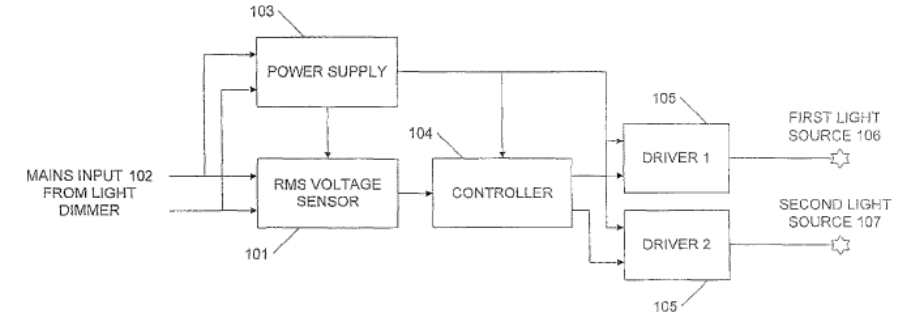 103
POWER SUPPLY
105
FIRST LIGHT
SOURCE 106
104
DRIVER 1
MAINS INPUT 102
FROM LIGHT
DIMMER
RMS VOLTAGE
SENSOR
CONTROLLER
SECOND LIGHT
SOURCE 107
101
DRIVER 2
105